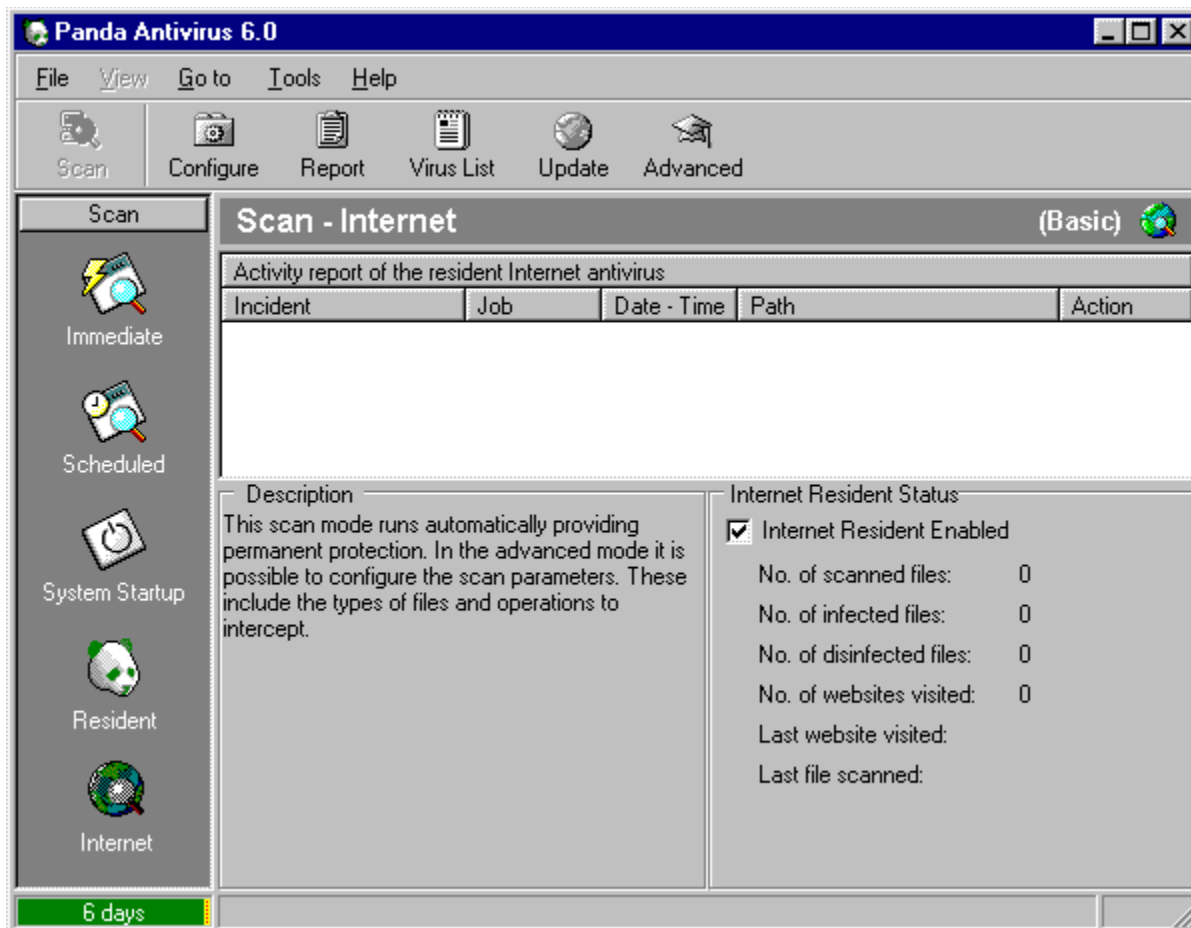 Panda Antivirus 6.0
File View Go to Tools Help
Scan Configure Report Virus List Update Advanced
Scan
Immediate
Scheduled
System Startup
Resident
Internet
6 days
Scan - Internet (Basic)
Activity report of the resident Internet antivirus
Incident Job Date - Time Path Action
Description
This scan mode runs automatically providing
permanent protection. In the advanced mode it is
possible to configure the scan parameters. These
include the types of files and operations to
intercept.
Internet Resident Status
Internet Resident Enabled
No. of scanned files: 0
No. of infected files: 0
No. of disinfected files: 0
No. of websites visited: 0
Last website visited:
Last file scanned: